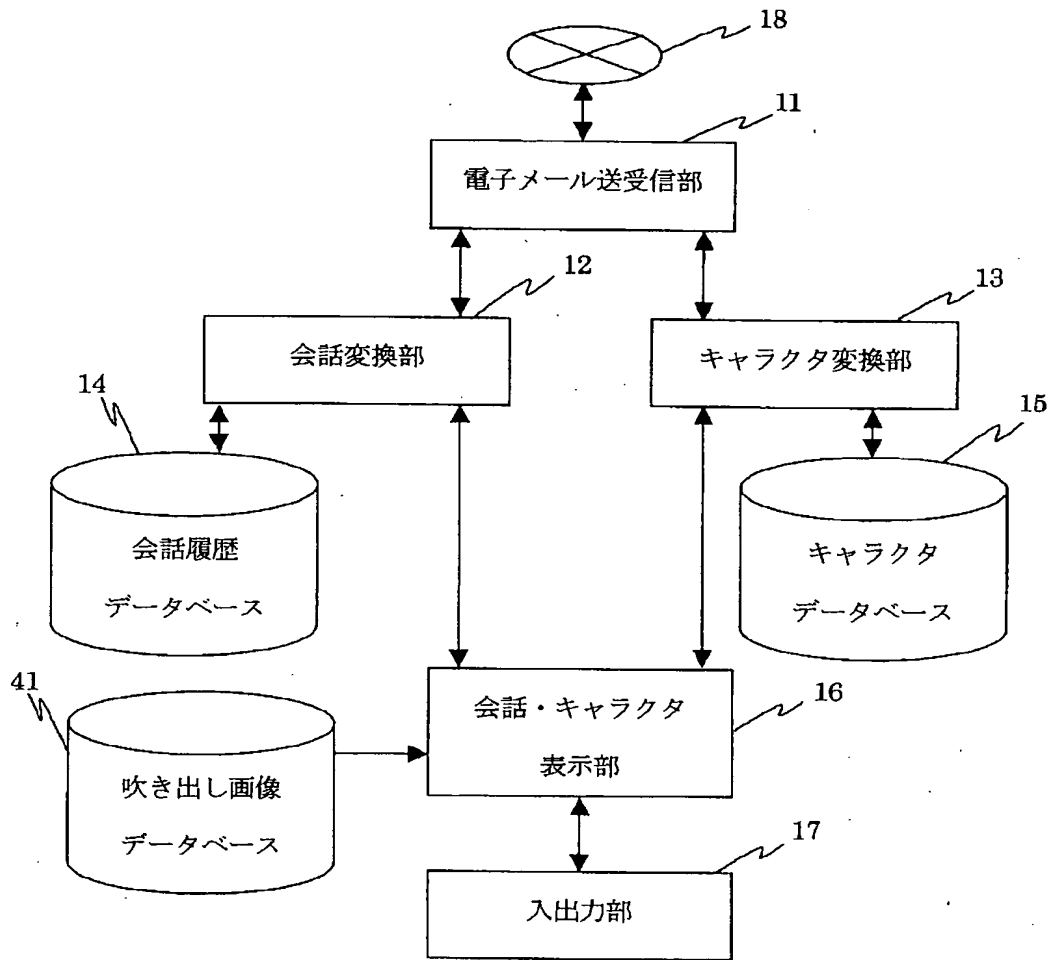 18
11
電子メール送受信部
12
13
会話変換部
キャラクタ変換部
14
15
会話履歴
データベース
キャラクタ
データベース
41
16
会話・キャラクタ
表示部
吹き出し画像
データベース
17
入出力部